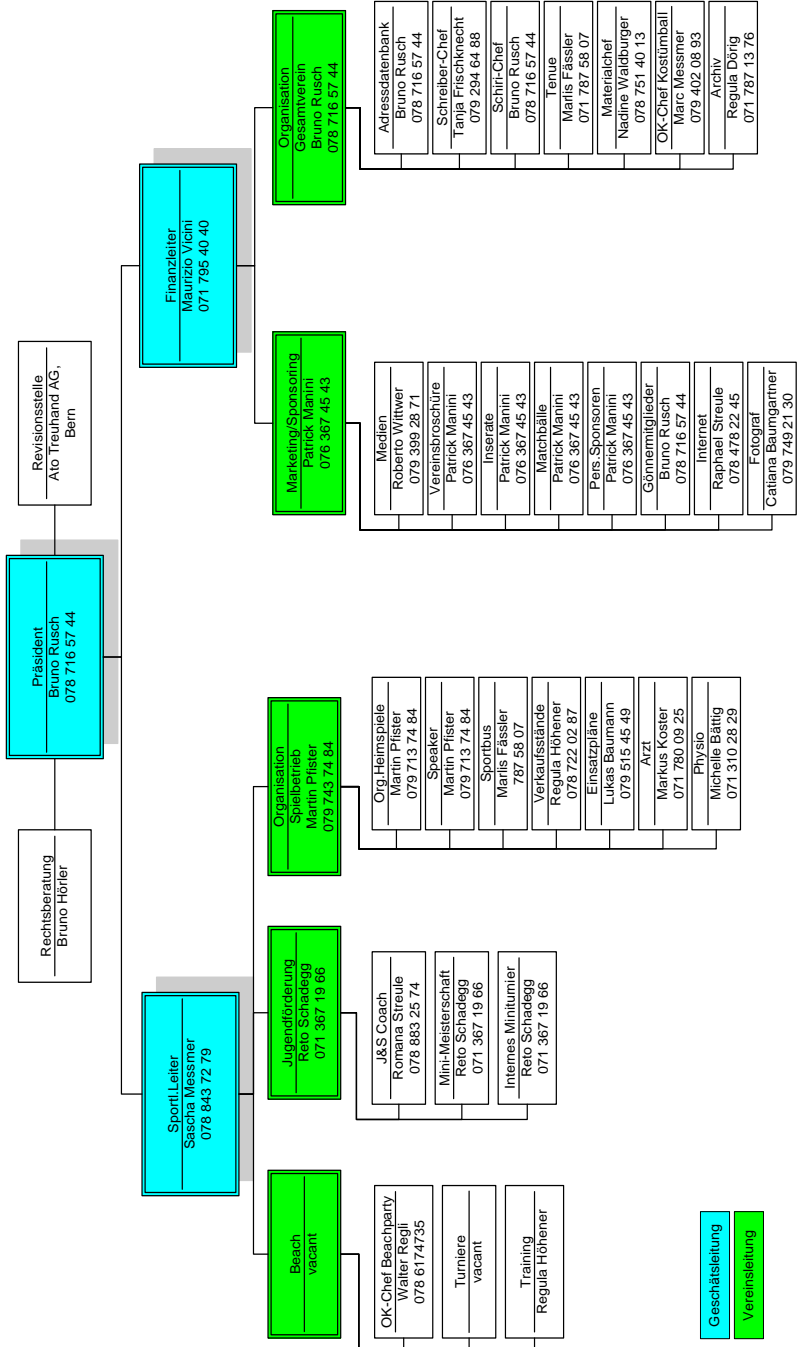 Präsident
Bruno Rusch
078 716 57 44
Rechtsberatung
Bruno Hörler
Revisionsstelle
Ato Treuhand AG,
Bern
Sportl.Leiter
Sascha Messmer
078 843 72 79
Finanzleiter
Maurizio Vicini
071 795 40 40
Beach
vacant
Jugendförderung
Reto Schadegg
071 367 19 66
Organisation
Spielbetrieb
Martin Pfister
079 743 74 84
Marketing/Sponsoring
Patrick Manini
076 367 45 43
Organisation
Gesamtverein
Bruno Rusch
078 716 57 44
OK-Chef Beachparty
Walter Regli
078 6174735
Turniere
vacant
Training
Regula Höhener
J&S Coach
Romana Streule
078 883 25 74
Mini-Meisterschaft
Reto Schadegg
071 367 19 66
Internes Miniturnier
Reto Schadegg
071 367 19 66
Org.Heimspiele
Martin Pfister
079 713 74 84
Speaker
Martin Pfister
079 713 74 84
Sportbus
Marlis Fässler
787 58 07
Verkaufsstände
Regula Höhener
078 722 02 87
Einsatzpläne
Lukas Baumann
079 515 45 49
Arzt
Markus Koster
071 780 09 25
Physio
Michelle Bättig
071 310 28 29
Medien
Roberto Wittwer
079 399 28 71
Vereinsbroschüre
Patrick Manini
076 367 45 43
Inserate
Patrick Manini
076 367 45 43
Matchbälle
Patrick Manini
076 367 45 43
Pers.Sponsoren
Patrick Manini
076 367 45 43
Gönnermitglieder
Bruno Rusch
078 716 57 44
Internet
Raphael Streule
078 478 22 45
Fotograf
Catiana Baumgartner
079 749 21 30
Adressdatenbank
Bruno Rusch
078 716 57 44
Schreiber-Chef
Tanja Frischknecht
079 294 64 88
Schiri-Chef
Bruno Rusch
078 716 57 44
Tenue
Marlis Fässler
071 787 58 07
Materialchef
Nadine Waldburger
078 751 40 13
OK-Chef Kostümball
Marc Messmer
079 402 08 93
Archiv
Regula Dörig
071 787 13 76
Geschätsleitung
Vereinsleitung